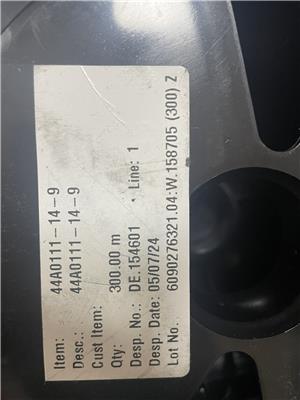 Item: 44A0111-14-9
Desc.: 44A0111-14-9
Cust Item:
Qty: 300.00 m
Desp. No.: DE.154601 * Line: 1
Desp. Date: 05/07/24
Lot No. 6090276321.04:W.158705 (300) Z